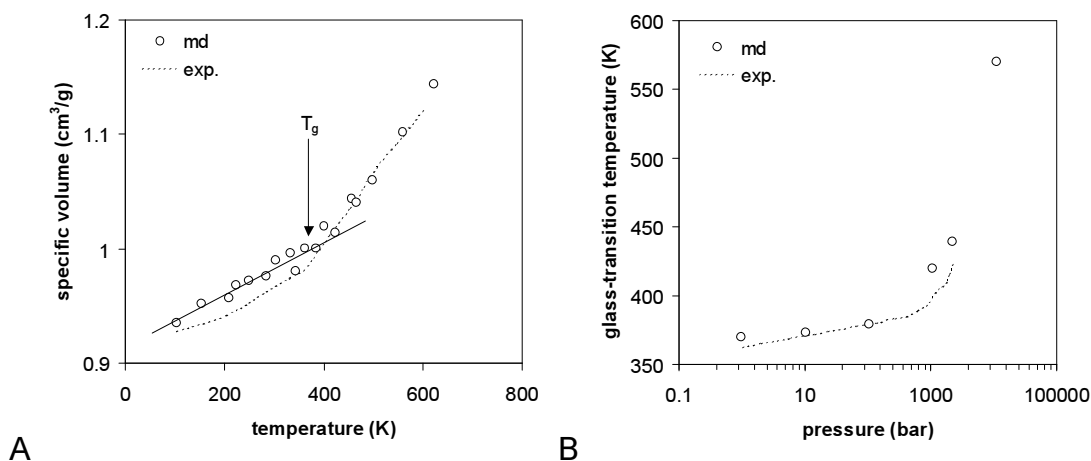 1.2
1.1
1
0.9
0
200
400
600
800
specific volume (cm³/g)
temperature (K)
md
exp.
Tg
A
600
550
500
450
400
350
0.1
10
1000
100000
glass-transition temperature (K)
pressure (bar)
md
exp.
B